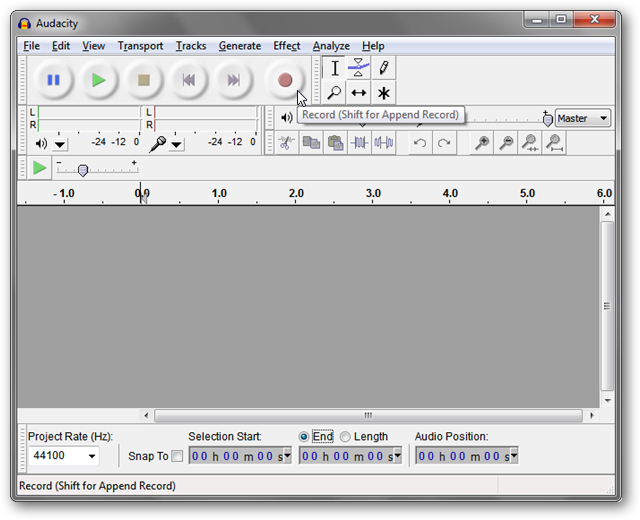 Audacity
File Edit View Transport Tracks Generate Effect Analyze Help
Record (Shift for Append Record)
L
R
-24 -12 0
L
R
-24 -12 0
- +
Master
- +
- 1.0 0.0 1.0 2.0 3.0 4.0 5.0 6.0
Project Rate (Hz):
44100
Snap To
Selection Start:
End Length
Audio Position:
00 h 00 m 00 s
00 h 00 m 00 s
00 h 00 m 00 s
Record (Shift for Append Record)